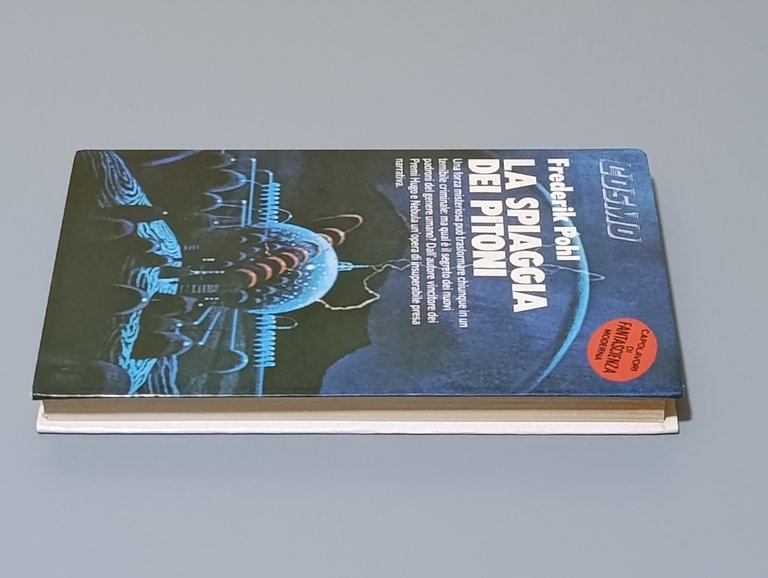 COSMO
Frederik Pohl
LA SPIAGGIA
DEI PITONI
Una forza misteriosa può trasformare chiunque in un
temibile criminale: ma qual è il segreto dei nuovi
padroni del genere umano? Dall'autore vincitore dei
Premi Hugo e Nebula un'opera di insuperabile presa
narrativa.
CAPOLAVORI
DI
FANTASCIENZA
MODERNA